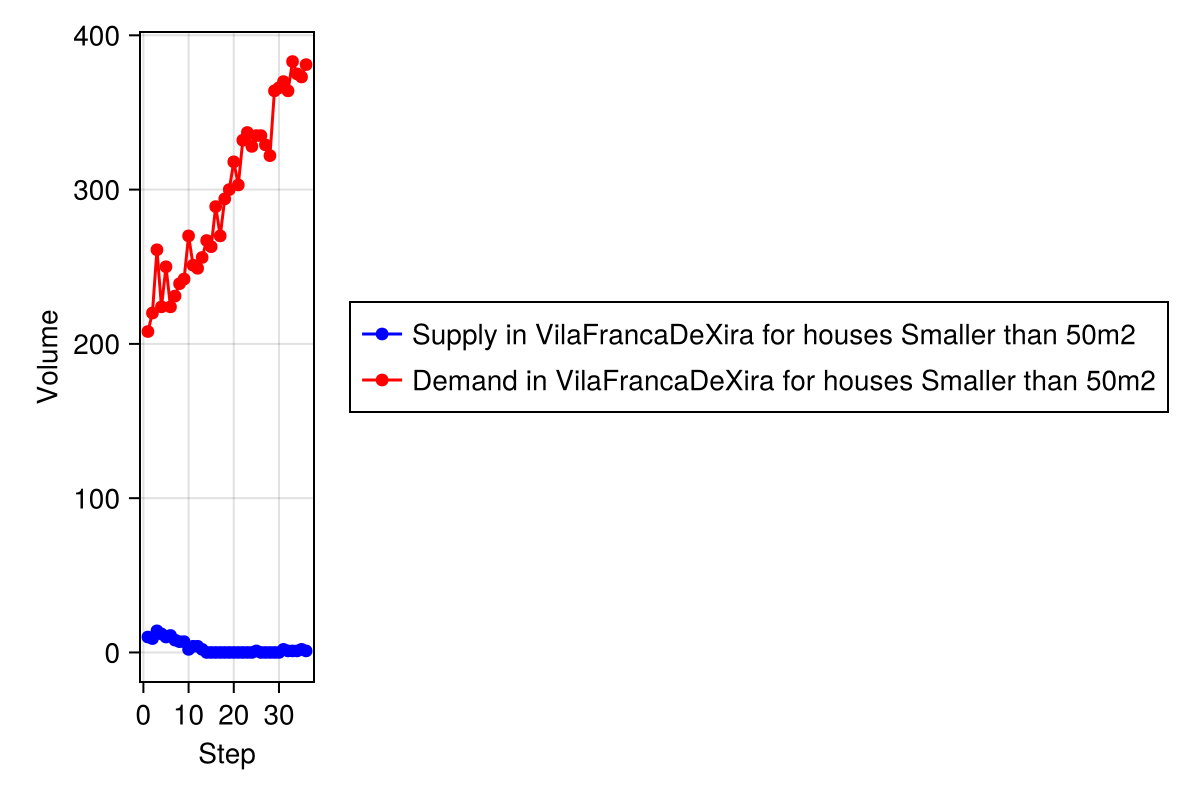 400
300
200
100
0
Volume
0 10 20 30
Step
Supply in VilaFrancaDeXira for houses Smaller than 50m2
Demand in VilaFrancaDeXira for houses Smaller than 50m2